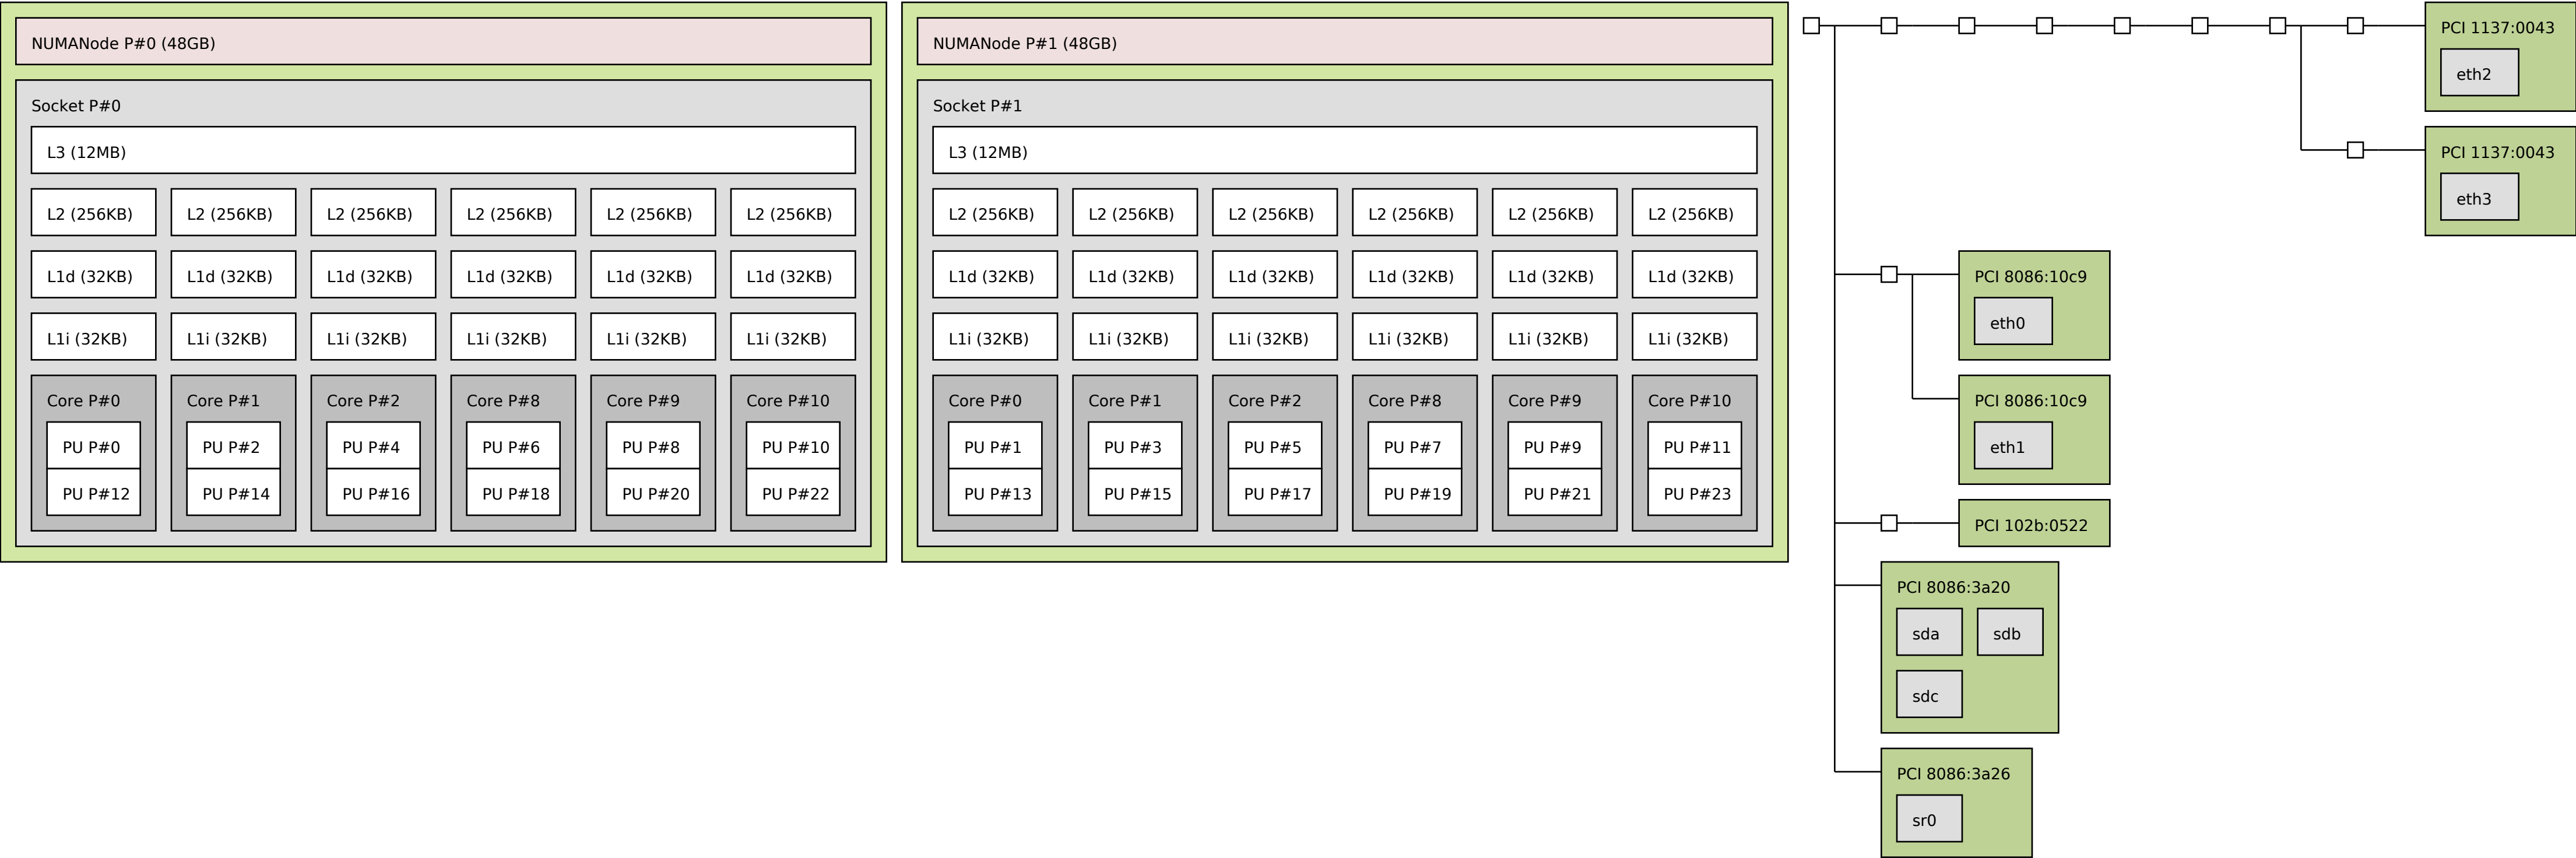 NUMANode P#0 (48GB)
Socket P#0
L3 (12MB)
L2 (256KB) L2 (256KB) L2 (256KB) L2 (256KB) L2 (256KB) L2 (256KB)
L1d (32KB) L1d (32KB) L1d (32KB) L1d (32KB) L1d (32KB) L1d (32KB)
L1i (32KB) L1i (32KB) L1i (32KB) L1i (32KB) L1i (32KB) L1i (32KB)
Core P#0 Core P#1 Core P#2 Core P#8 Core P#9 Core P#10
PU P#0 PU P#2 PU P#4 PU P#6 PU P#8 PU P#10
PU P#12 PU P#14 PU P#16 PU P#18 PU P#20 PU P#22
NUMANode P#1 (48GB)
Socket P#1
L3 (12MB)
L2 (256KB) L2 (256KB) L2 (256KB) L2 (256KB) L2 (256KB) L2 (256KB)
L1d (32KB) L1d (32KB) L1d (32KB) L1d (32KB) L1d (32KB) L1d (32KB)
L1i (32KB) L1i (32KB) L1i (32KB) L1i (32KB) L1i (32KB) L1i (32KB)
Core P#0 Core P#1 Core P#2 Core P#8 Core P#9 Core P#10
PU P#1 PU P#3 PU P#5 PU P#7 PU P#9 PU P#11
PU P#13 PU P#15 PU P#17 PU P#19 PU P#21 PU P#23
PCI 1137:0043
eth2
PCI 1137:0043
eth3
PCI 8086:10c9
eth0
PCI 8086:10c9
eth1
PCI 102b:0522
PCI 8086:3a20
sda sdb
sdc
PCI 8086:3a26
sr0